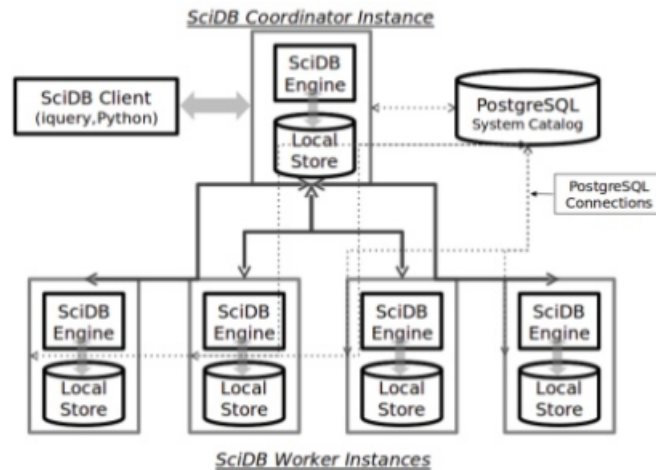 SciDB Coordinator Instance
SciDB
Engine
SciDB Client
(iquery,Python)
PostgreSQL
System Catalog
Local
Store
PostgreSQL
Connections
SciDB
Engine
SciDB
Engine
SciDB
Engine
SciDB
Engine
Local
Store
Local
Store
Local
Store
Local
Store
SciDB Worker Instances